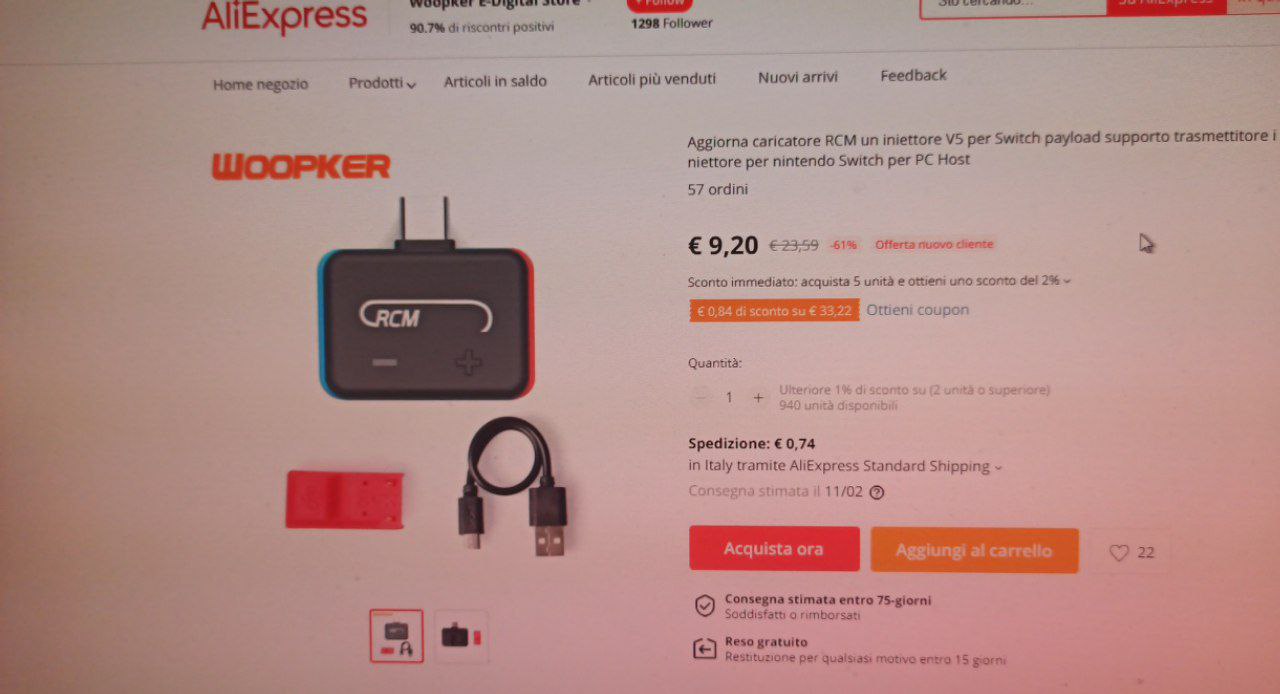 AliExpress
Woopker E-Digital Store
+ Follow
90.7% di riscontri positivi
1298 Follower
Sto cercando...
Su AliExpress
Home negozio
Prodotti
Articoli in saldo
Articoli più venduti
Nuovi arrivi
Feedback
WOOPKER
RCM
Aggiorna caricatore RCM un iniettore V5 per Switch payload supporto trasmettitore i
niettore per nintendo Switch per PC Host
57 ordini
€ 9,20 € 23,59 -61% Offerta nuovo cliente
Sconto immediato: acquista 5 unità e ottieni uno sconto del 2%
€ 0,84 di sconto su € 33,22 Ottieni coupon
Quantità:
1
Ulteriore 1% di sconto su (2 unità o superiore)
940 unità disponibili
Spedizione: € 0,74
in Italy tramite AliExpress Standard Shipping
Consegna stimata il 11/02
Acquista ora
Aggiungi al carrello
22
Consegna stimata entro 75-giorni
Soddisfatti o rimborsati
Reso gratuito
Restituzione per qualsiasi motivo entro 15 giorni